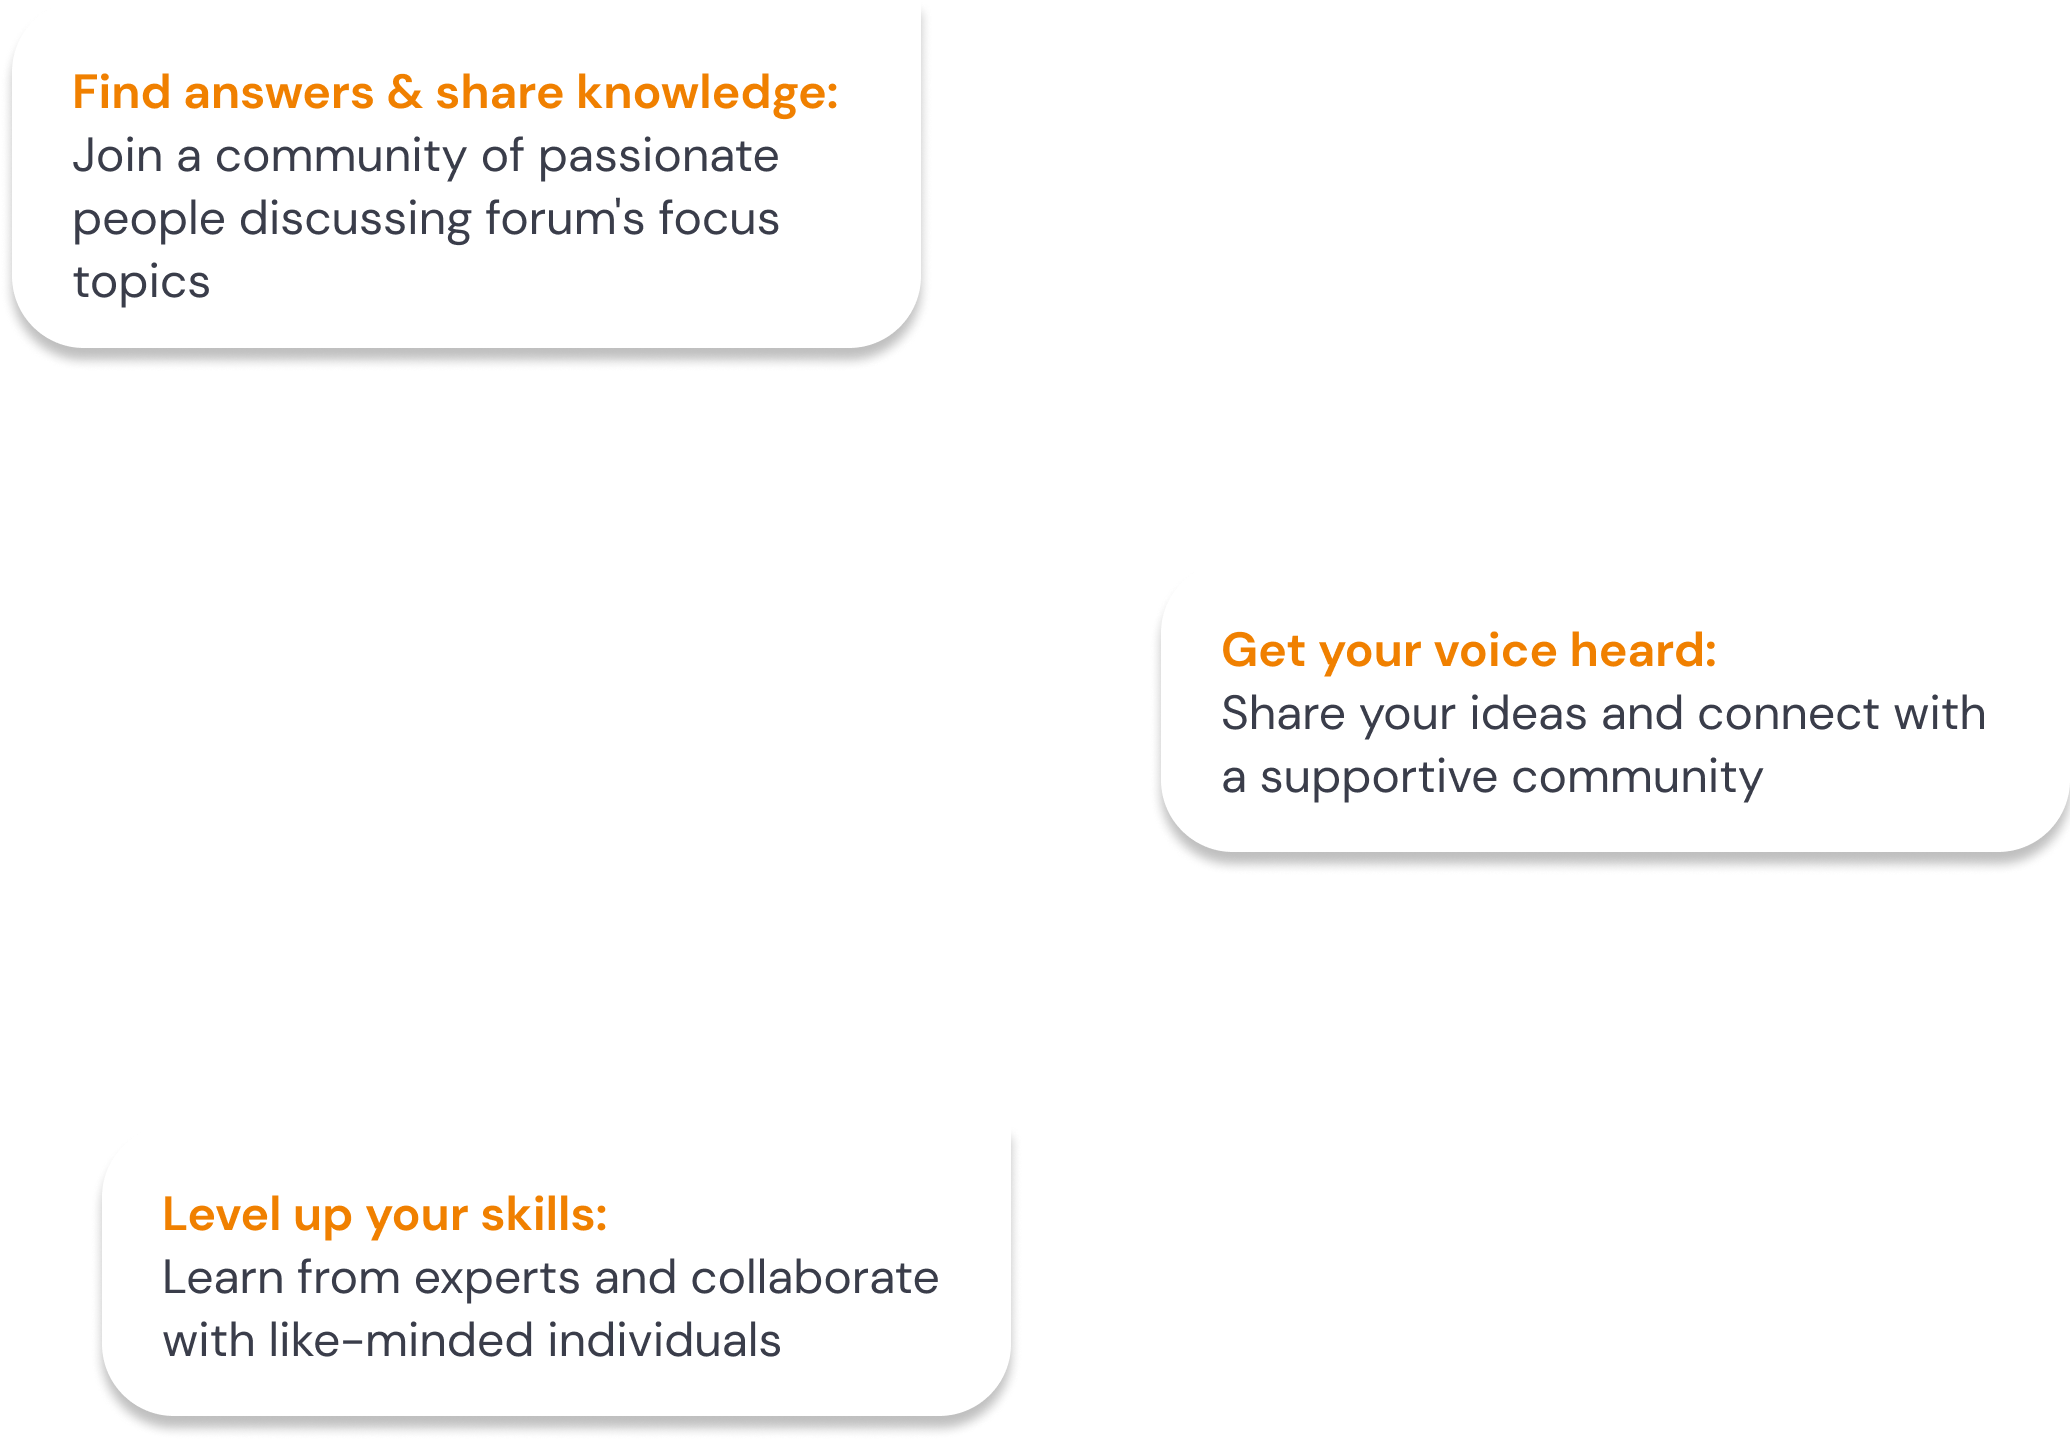 Find answers & share knowledge:
Join a community of passionate
people discussing forum's focus
topics
Get your voice heard:
Share your ideas and connect with
a supportive community
Level up your skills:
Learn from experts and collaborate
with like-minded individuals